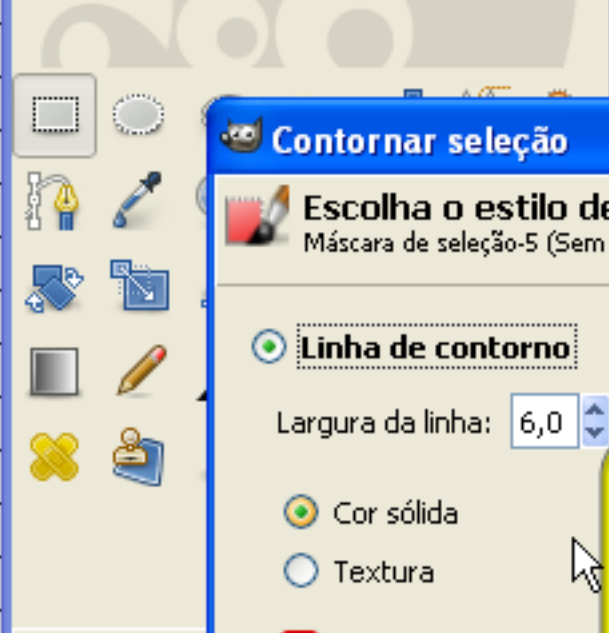 Contornar seleção
Escolha o estilo de
Máscara de seleção-5 (Sem
Linha de contorno
Largura da linha: 6,0
Cor sólida
Textura